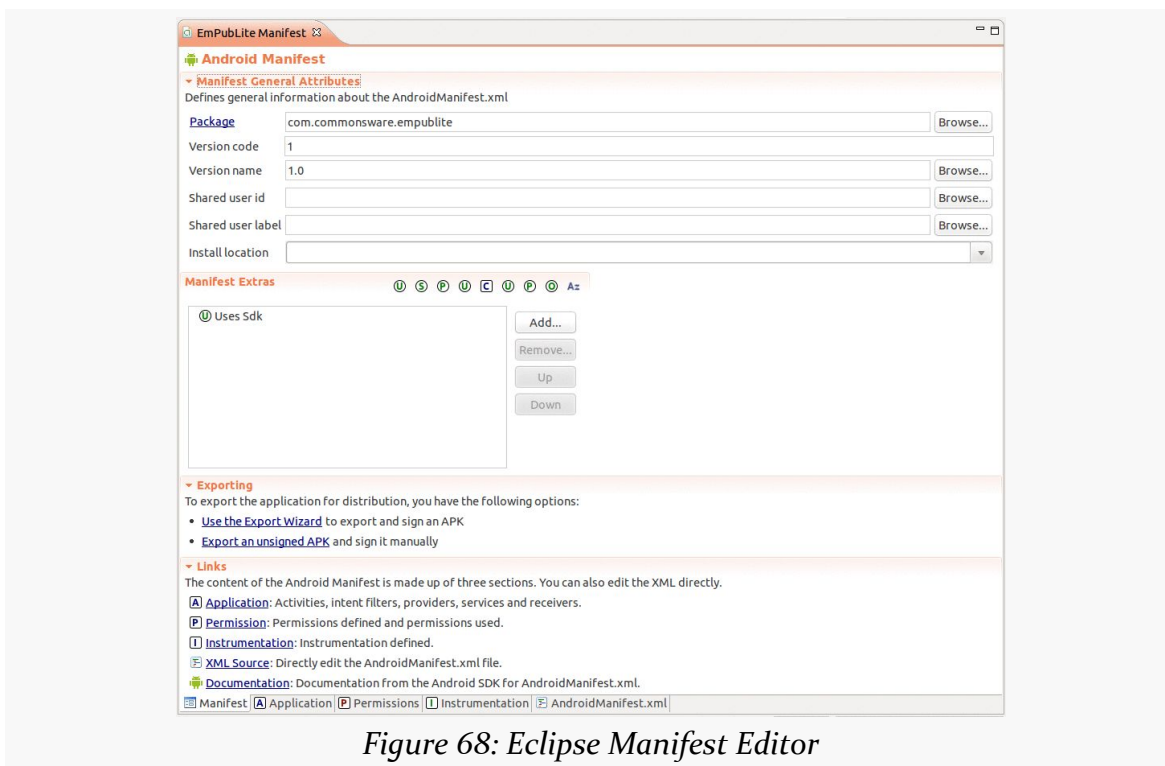 EmPubLite Manifest
Android Manifest
Manifest General Attributes
Defines general information about the AndroidManifest.xml
Package com.commonsware.empublite Browse...
Version code 1
Version name 1.0 Browse...
Shared user id Browse...
Shared user label Browse...
Install location
Manifest Extras U S P U C U P O Az
U Uses Sdk
Add...
Remove...
Up
Down
Exporting
To export the application for distribution, you have the following options:
• Use the Export Wizard to export and sign an APK
• Export an unsigned APK and sign it manually
Links
The content of the Android Manifest is made up of three sections. You can also edit the XML directly.
A Application: Activities, intent filters, providers, services and receivers.
P Permission: Permissions defined and permissions used.
I Instrumentation: Instrumentation defined.
XML Source: Directly edit the AndroidManifest.xml file.
Documentation: Documentation from the Android SDK for AndroidManifest.xml.
Manifest A Application P Permissions I Instrumentation AndroidManifest.xml
Figure 68: Eclipse Manifest Editor